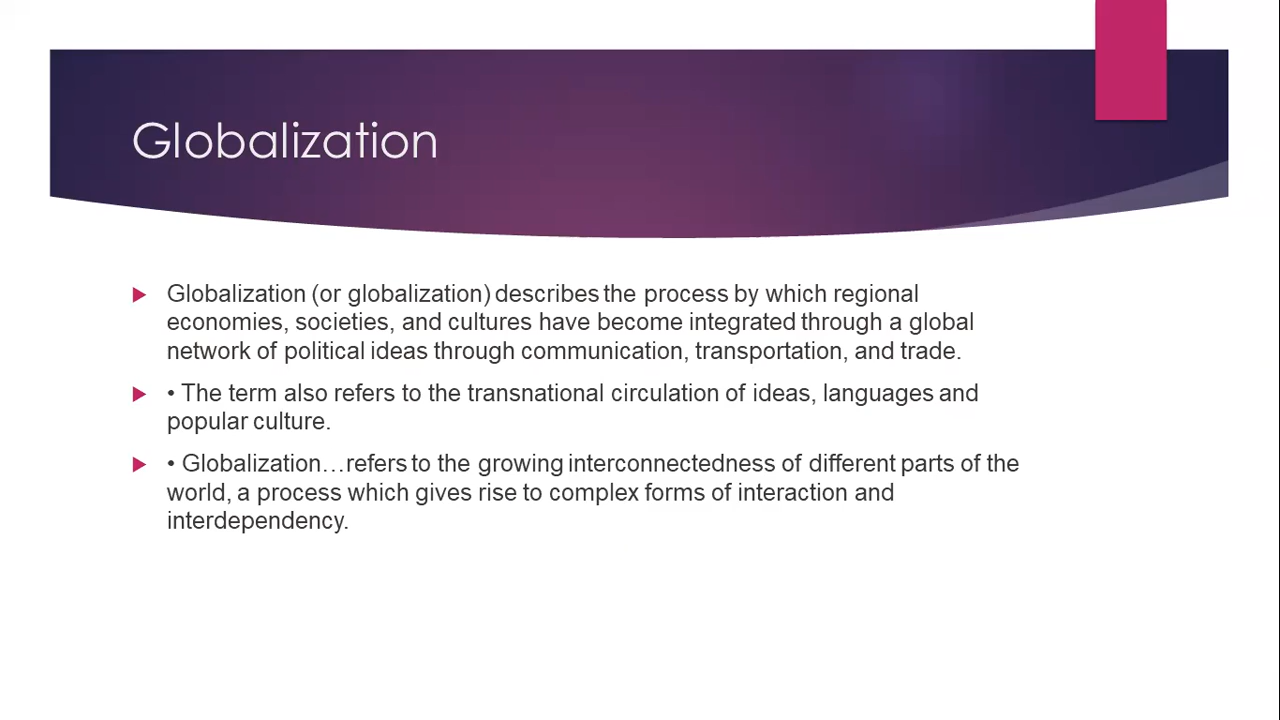 Globalization
Globalization (or globalization) describes the process by which regional
economies, societies, and cultures have become integrated through a global
network of political ideas through communication, transportation, and trade.
• The term also refers to the transnational circulation of ideas, languages and
popular culture.
• Globalization…refers to the growing interconnectedness of different parts of the
world, a process which gives rise to complex forms of interaction and
interdependency.